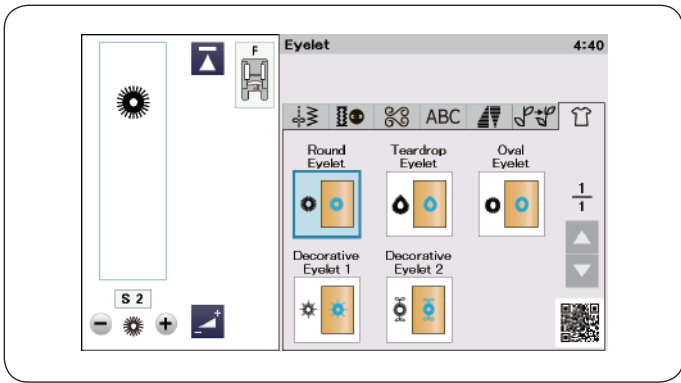 F
Eyelet 4:40
ABC
Round Eyelet
Teardrop Eyelet
Oval Eyelet
1
1
Decorative Eyelet 1
Decorative Eyelet 2
S 2